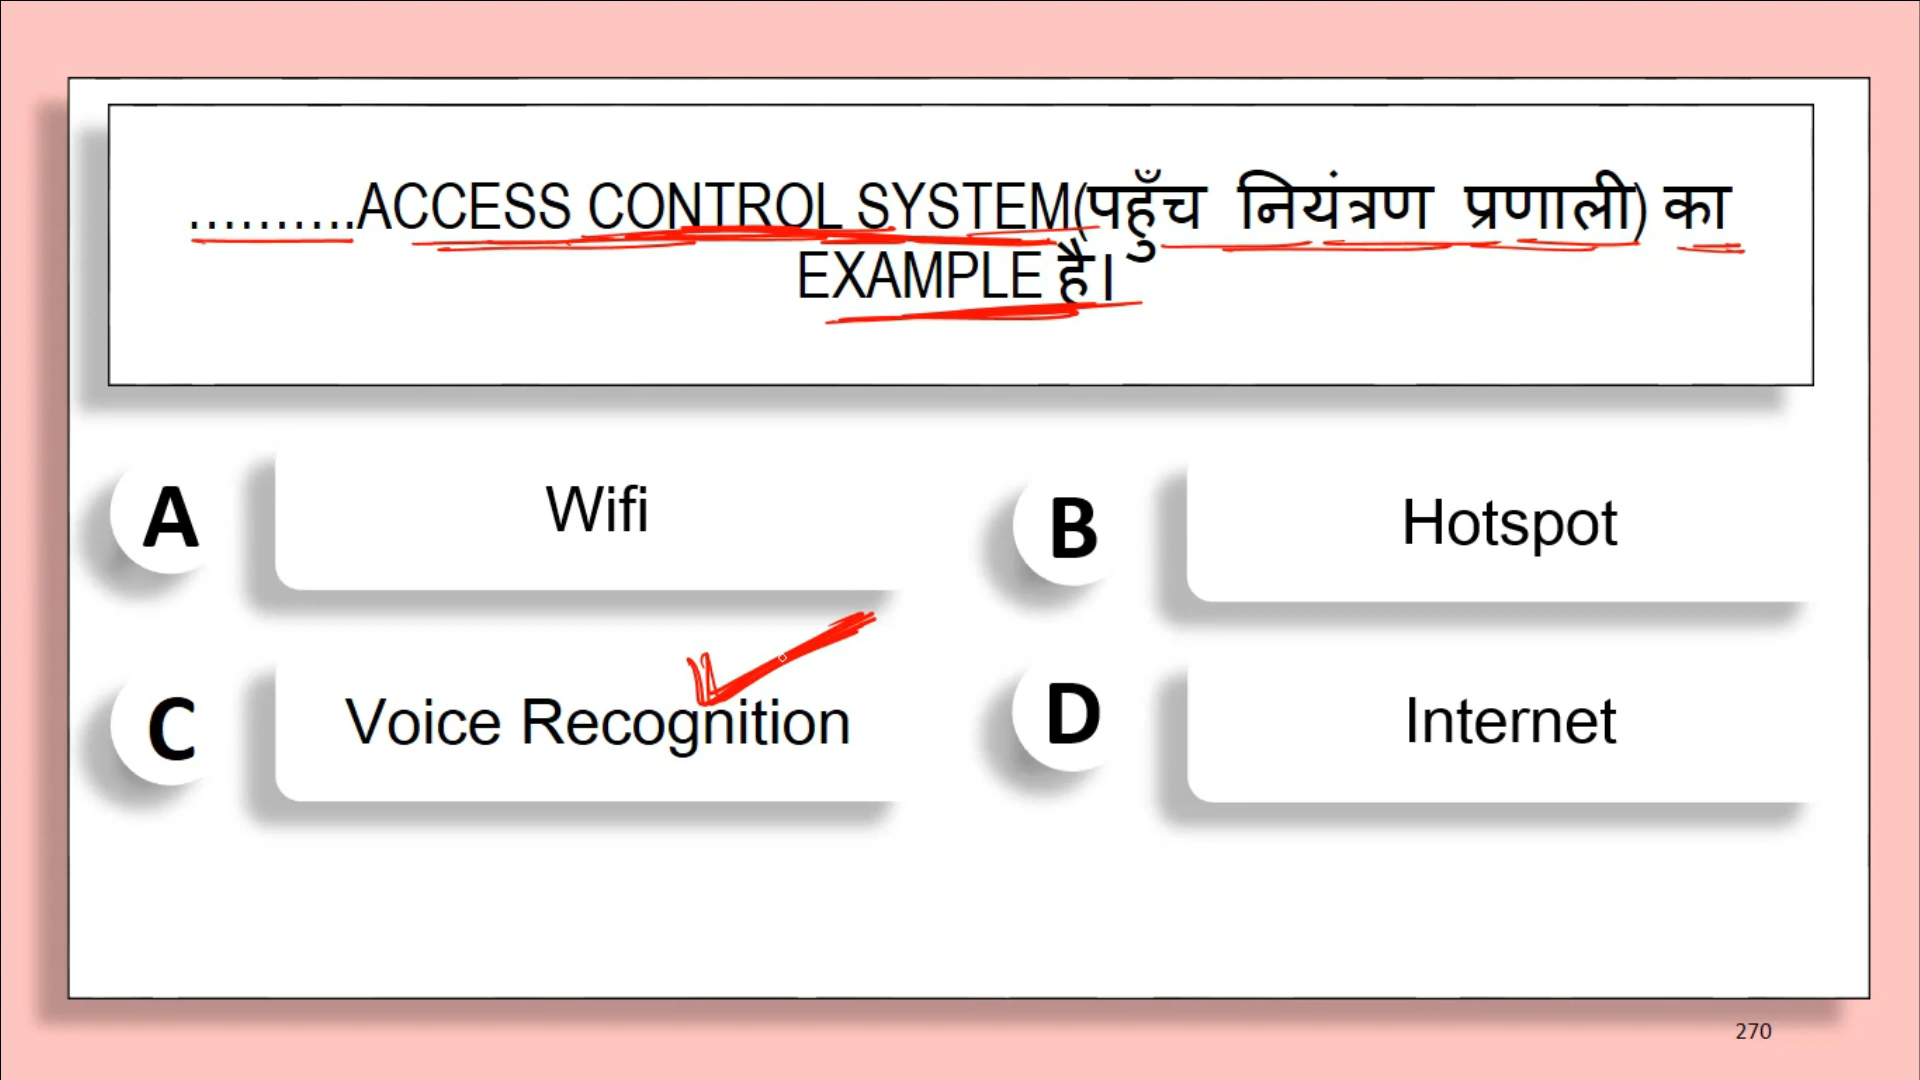 ..........ACCESS CONTROL SYSTEM(पहुँच नियंत्रण प्रणाली) का
EXAMPLE है।
A Wifi
B Hotspot
C Voice Recognition
D Internet
270